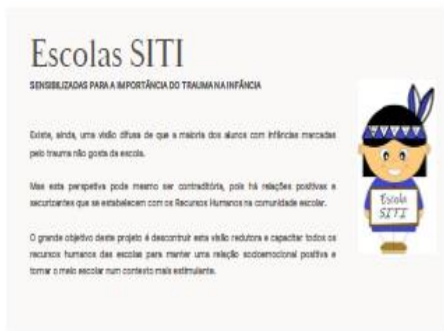 Escolas SITI
SENSIBILIZADAS PARA A IMPORTÂNCIA DO TRAUMA NA INFÂNCIA
Existe, ainda, uma visão difusa de que a maioria dos alunos com infâncias marcadas
pelo trauma não gosta da escola.
Mas esta perspetiva pode mesmo ser contraditória, pois há relações positivas e
securizantes que se estabelecem com os Recursos Humanos na comunidade escolar.
O grande objetivo deste projeto é desconstruir esta visão redutora e capacitar todos os
recursos humanos das escolas para manter uma relação socioemocional positiva e
tornar o meio escolar num contexto mais estimulante.
Escola
SITI